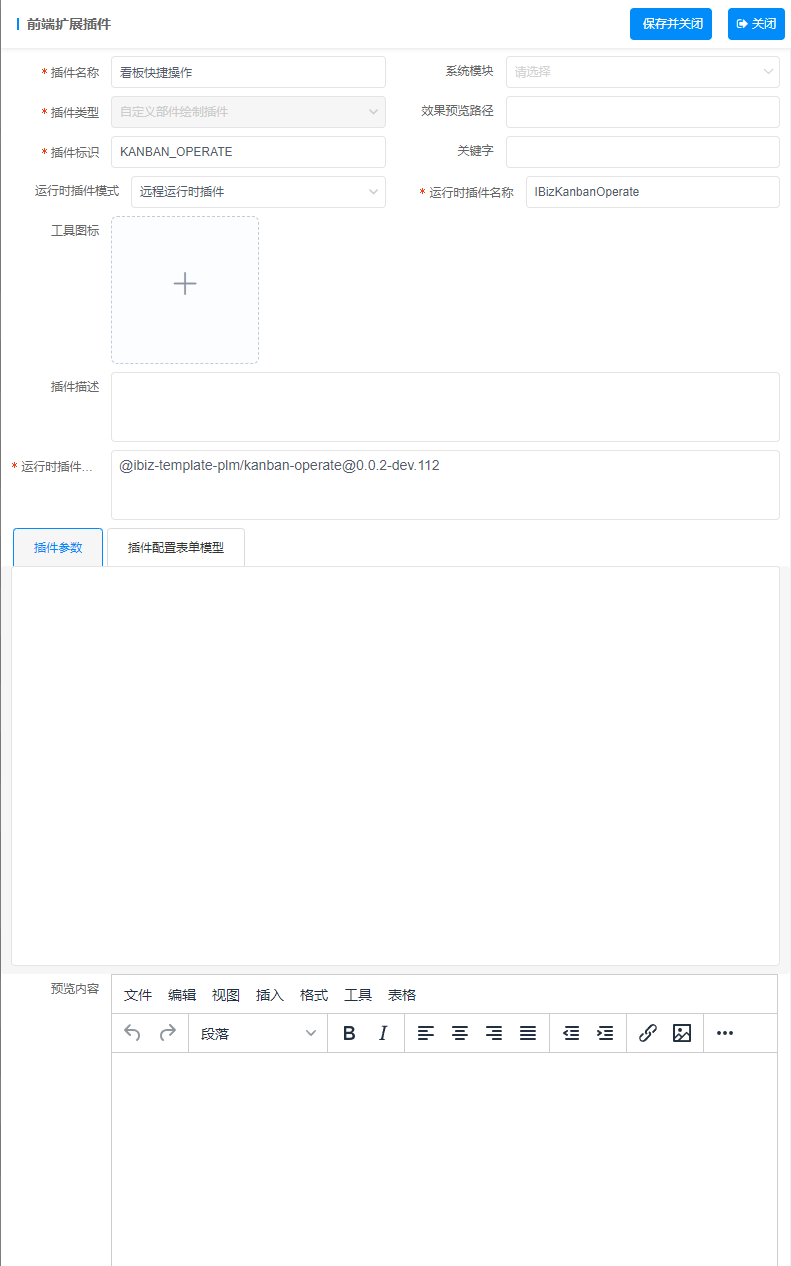 前端扩展插件
保存并关闭
关闭
* 插件名称 看板快捷操作
系统模块 请选择
* 插件类型 自定义部件绘制插件
效果预览路径
* 插件标识 KANBAN_OPERATE
关键字
运行时插件模式 远程运行时插件
* 运行时插件名称 IBizKanbanOperate
工具图标
插件描述
* 运行时插件... @ibiz-template-plm/kanban-operate@0.0.2-dev.112
插件参数 插件配置表单模型
预览内容
文件 编辑 视图 插入 格式 工具 表格
段落 B I